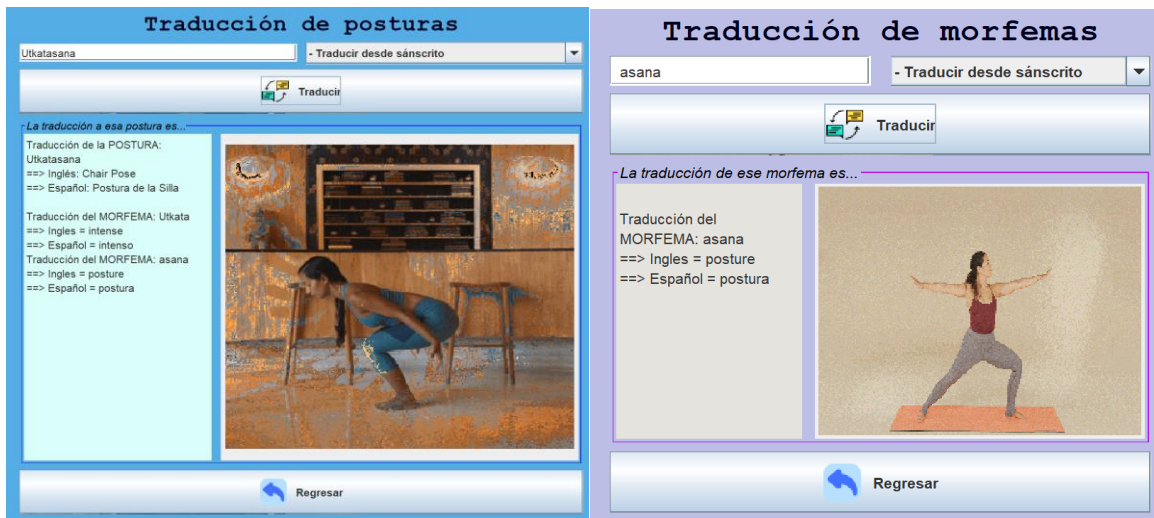 Traducción de posturas
Utkatasana
- Traducir desde sánscrito
Traducir
La traducción a esa postura es...
Traducción de la POSTURA:
Utkatasana
==> Inglés: Chair Pose
==> Español: Postura de la Silla
Traducción del MORFEMA: Utkata
==> Ingles = intense
==> Español = intenso
Traducción del MORFEMA: asana
==> Ingles = posture
==> Español = postura
Regresar
Traducción de morfemas
asana
- Traducir desde sánscrito
Traducir
La traducción de ese morfema es...
Traducción del
MORFEMA: asana
==> Ingles = posture
==> Español = postura
Regresar